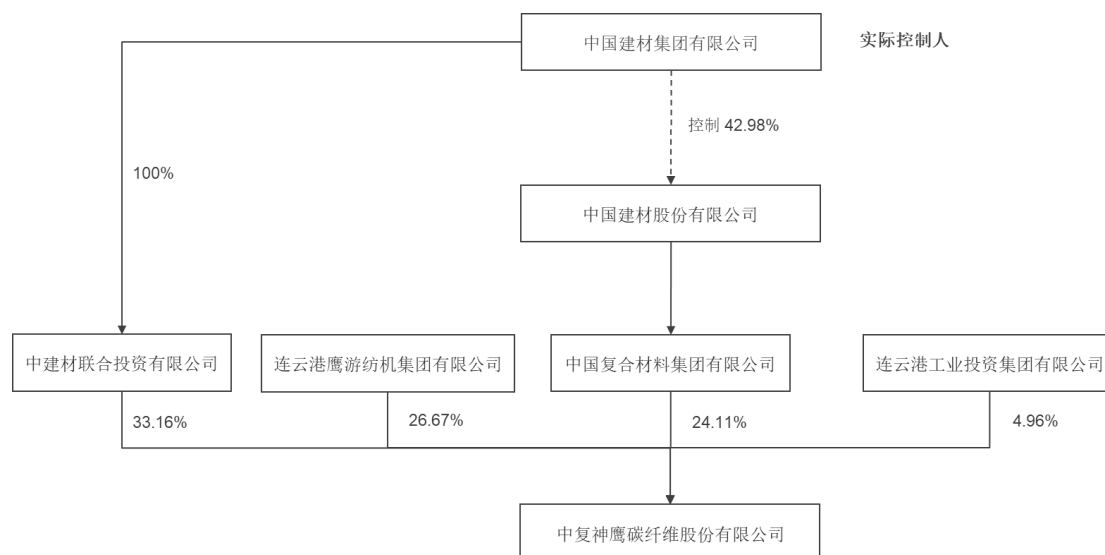 中国建材集团有限公司
实际控制人
控制 42.98%
100%
中国建材股份有限公司
中建材联合投资有限公司
连云港鹰游纺机集团有限公司
中国复合材料集团有限公司
连云港工业投资集团有限公司
33.16%
26.67%
24.11%
4.96%
中复神鹰碳纤维股份有限公司